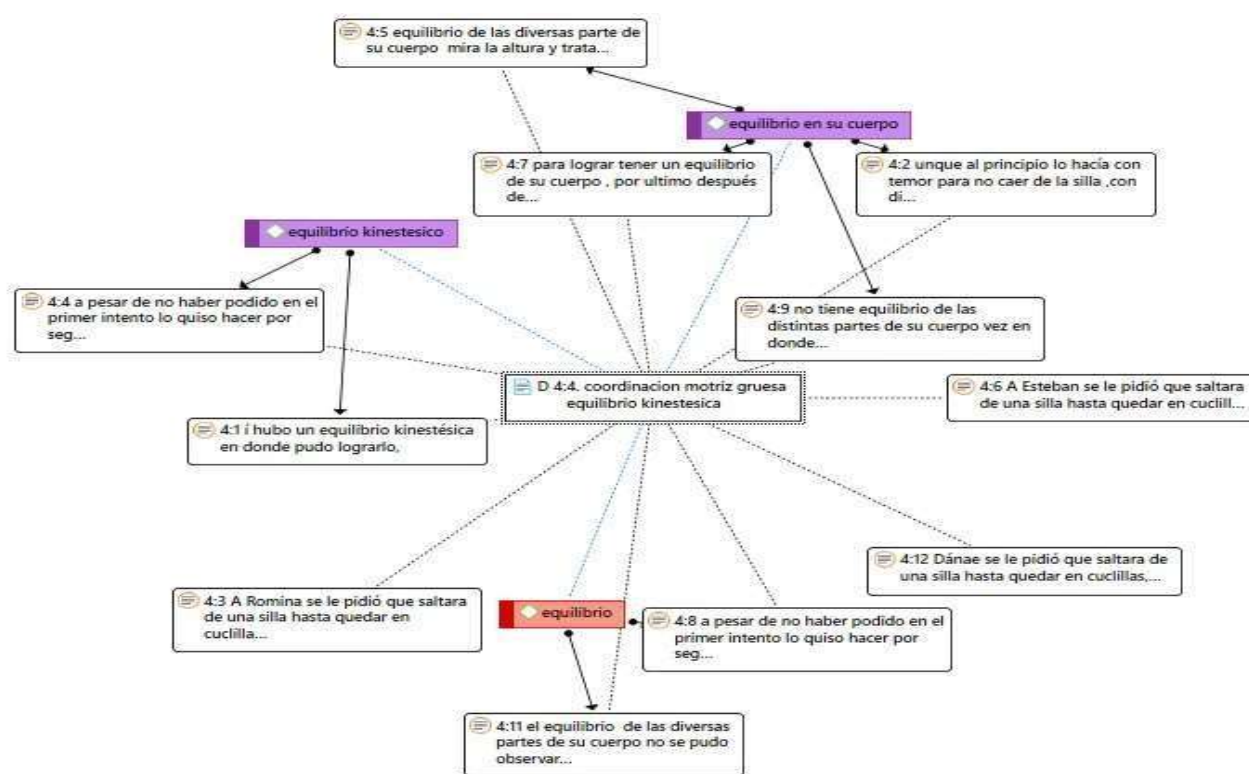 4:5 equilibrio de las diversas parte de
su cuerpo mira la altura y trata...
equilibrio en su cuerpo
4:7 para lograr tener un equilibrio
de su cuerpo , por ultimo después
de...
4:2 unque al principio lo hacía con
temor para no caer de la silla ,con
di...
equilibrio kinestesico
4:4 a pesar de no haber podido en el
primer intento lo quiso hacer por
seg...
4:9 no tiene equilibrio de las
distintas partes de su cuerpo vez en
donde...
D 4:4. coordinacion motriz gruesa
equilibrio kinestesica
4:6 A Esteban se le pidió que saltara
de una silla hasta quedar en cuclill...
4:1 í hubo un equilibrio kinestésica
en donde pudo lograrlo,
4:12 Dánae se le pidió que saltara de
una silla hasta quedar en cuclillas,...
4:3 A Romina se le pidió que saltara
de una silla hasta quedar en
cuclilla...
equilibrio
4:8 a pesar de no haber podido en el
primer intento lo quiso hacer por
seg...
4:11 el equilibrio de las diversas
partes de su cuerpo no se pudo
observar...